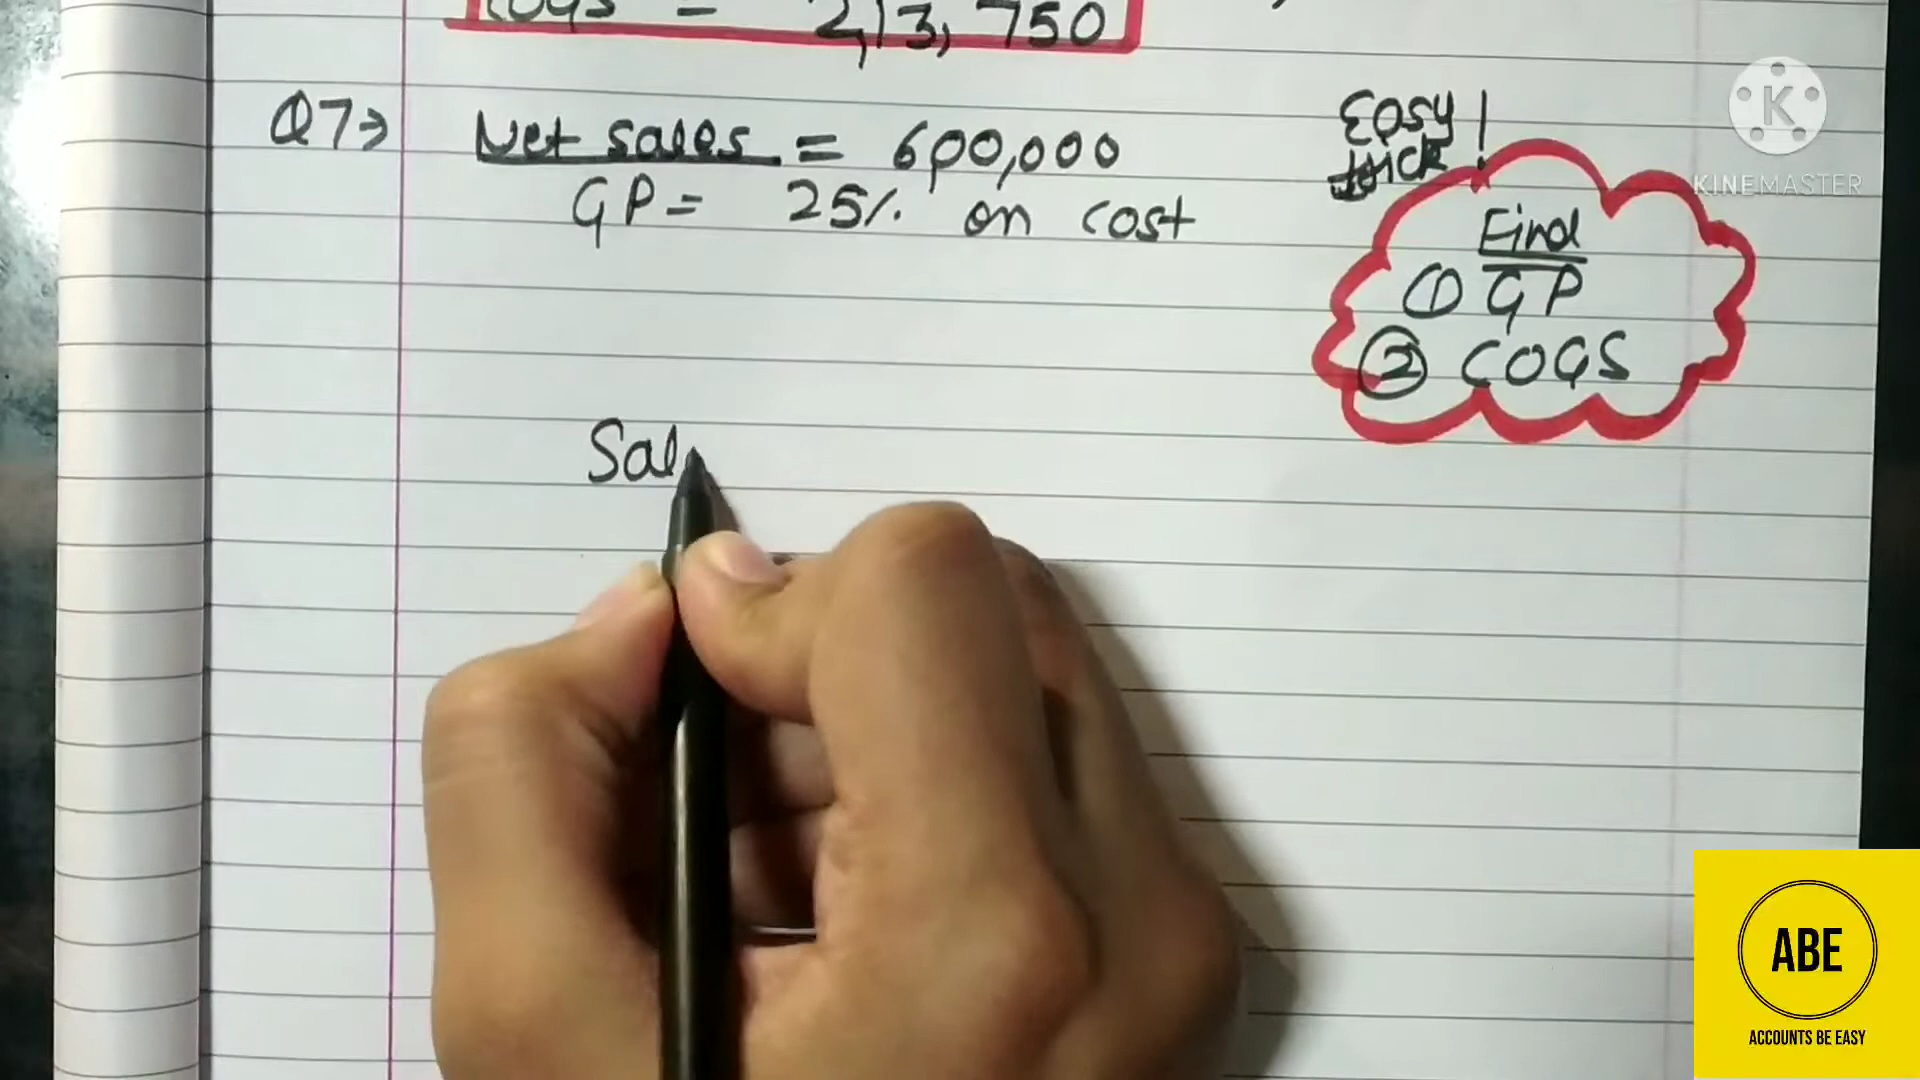 COGS = 2,13,750
Q7⇒ Net sales = 600,000
GP = 25% on cost
Easy trick!
Find
① GP
② COGS
Sal
K
KINEMASTER
ABE
ACCOUNTS BE EASY